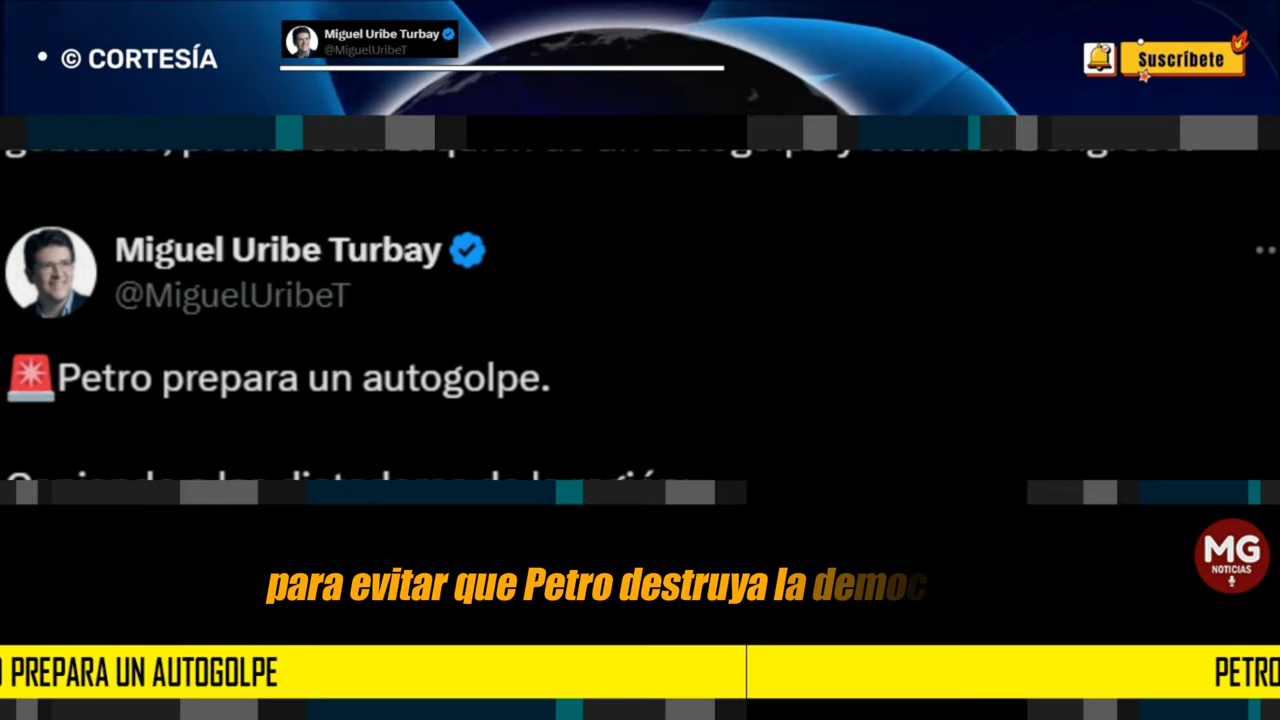 • © CORTESÍA
Miguel Uribe Turbay
@MiguelUribeT
Suscríbete
Miguel Uribe Turbay
@MiguelUribeT
🚨Petro prepara un autogolpe.
para evitar que Petro destruya la democ
MG
NOTICIAS
PREPARA UN AUTOGOLPE
PETRO